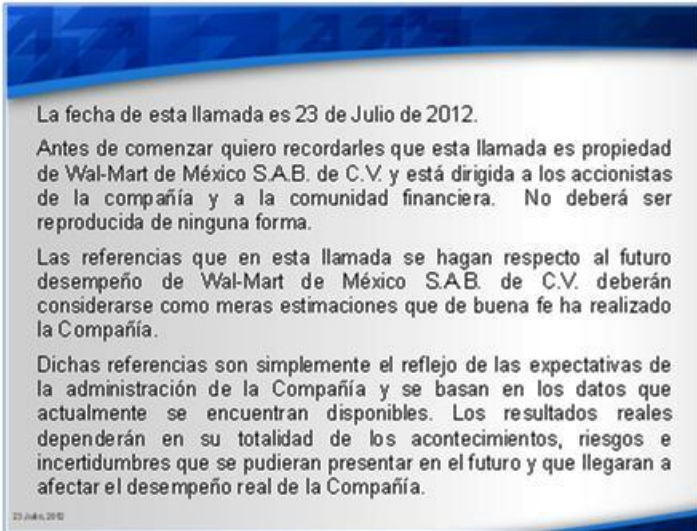 La fecha de esta llamada es 23 de Julio de 2012.
Antes de comenzar quiero recordarles que esta llamada es propiedad
de Wal-Mart de México S.A.B. de C.V. y está dirigida a los accionistas
de la compañía y a la comunidad financiera. No deberá ser
reproducida de ninguna forma.
Las referencias que en esta llamada se hagan respecto al futuro
desempeño de Wal-Mart de México S.A.B. de C.V. deberán
considerarse como meras estimaciones que de buena fe ha realizado
la Compañía.
Dichas referencias son simplemente el reflejo de las expectativas de
la administración de la Compañía y se basan en los datos que
actualmente se encuentran disponibles. Los resultados reales
dependerán en su totalidad de los acontecimientos, riesgos e
incertidumbres que se pudieran presentar en el futuro y que llegaran a
afectar el desempeño real de la Compañía.
23 Julio, 2012